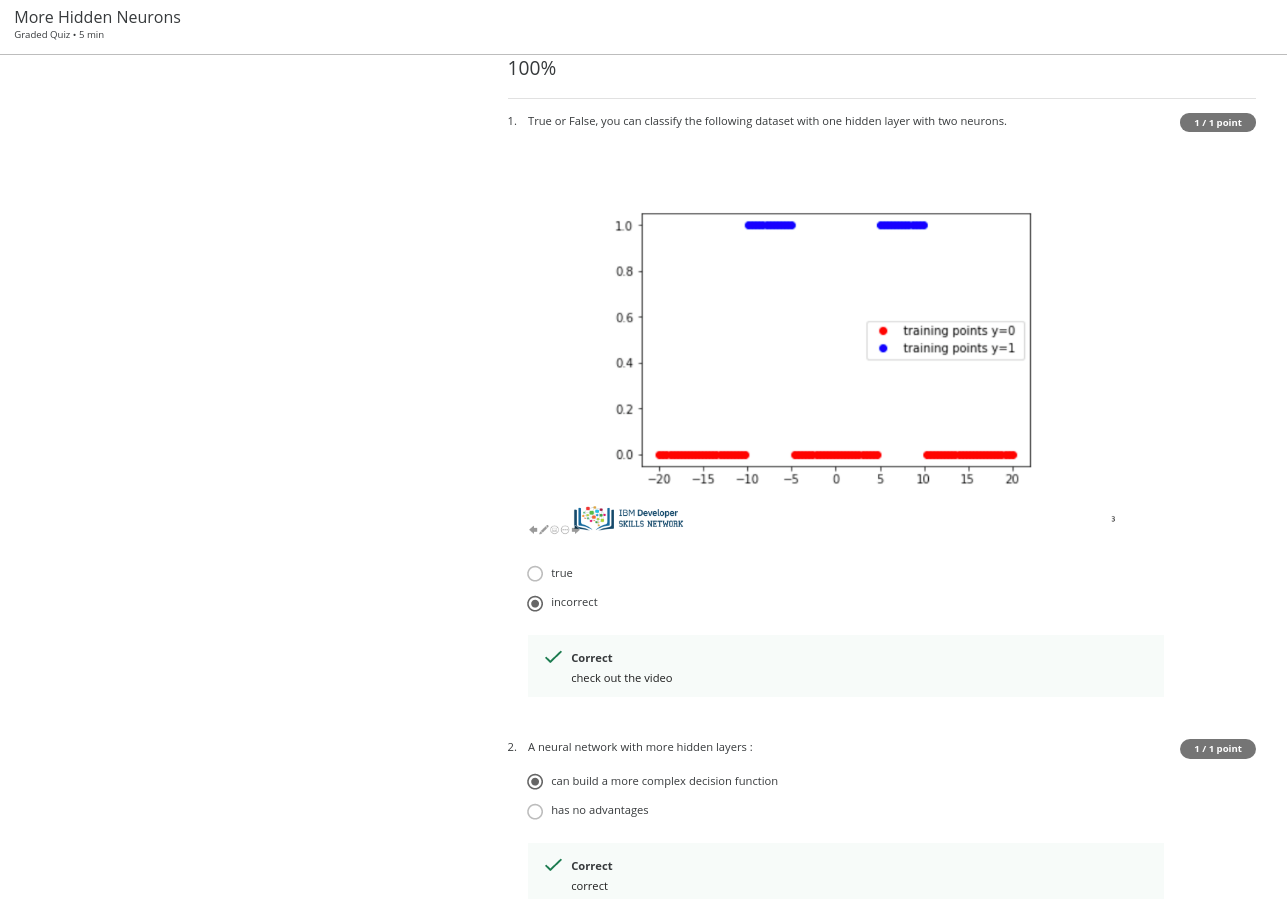 More Hidden Neurons
Graded Quiz • 5 min
100%
1. True or False, you can classify the following dataset with one hidden layer with two neurons.
1 / 1 point
1.0
0.8
0.6
0.4
0.2
0.0
training points y=0
training points y=1
−20 −15 −10 −5 0 5 10 15 20
IBM Developer
SKILLS NETWORK
3
true
incorrect
Correct
check out the video
2. A neural network with more hidden layers :
1 / 1 point
can build a more complex decision function
has no advantages
Correct
correct